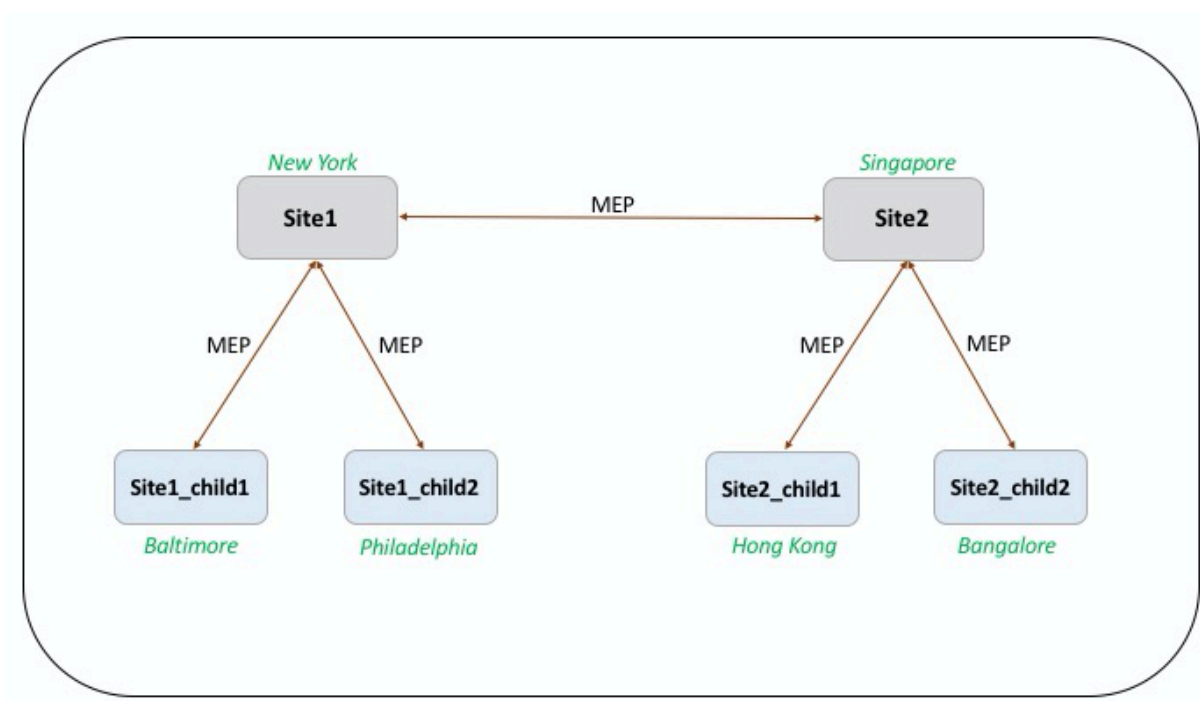 New York
Singapore
Site1
MEP
Site2
MEP
MEP
MEP
MEP
Site1_child1
Site1_child2
Site2_child1
Site2_child2
Baltimore
Philadelphia
Hong Kong
Bangalore